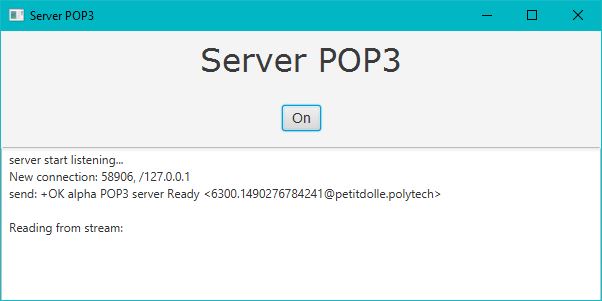 Server POP3
Server POP3
On
server start listening...
New connection: 58906, /127.0.0.1
send: +OK alpha POP3 server Ready <6300.1490276784241@petitdolle.polytech>
Reading from stream: